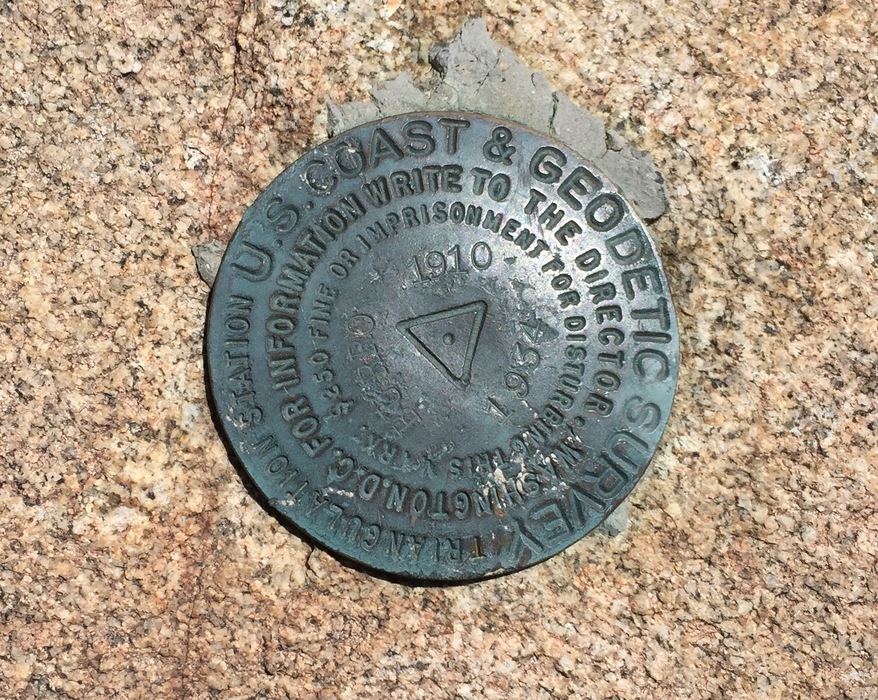 U.S. COAST & GEODETIC SURVEY
TRIANGULATION STATION
FOR INFORMATION WRITE TO THE DIRECTOR. WASHINGTON. D.C.
$250 FINE OR IMPRISONMENT FOR DISTURBING THIS MARK.
1910
1954